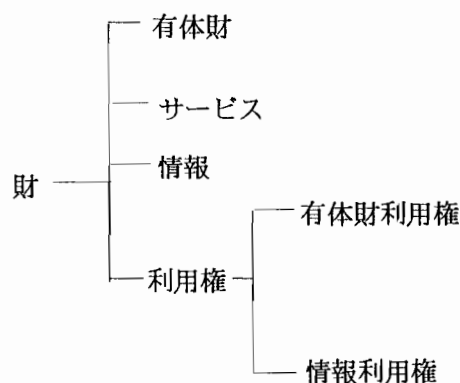 有体財
サービス
情報
財
有体財利用権
利用権
情報利用権